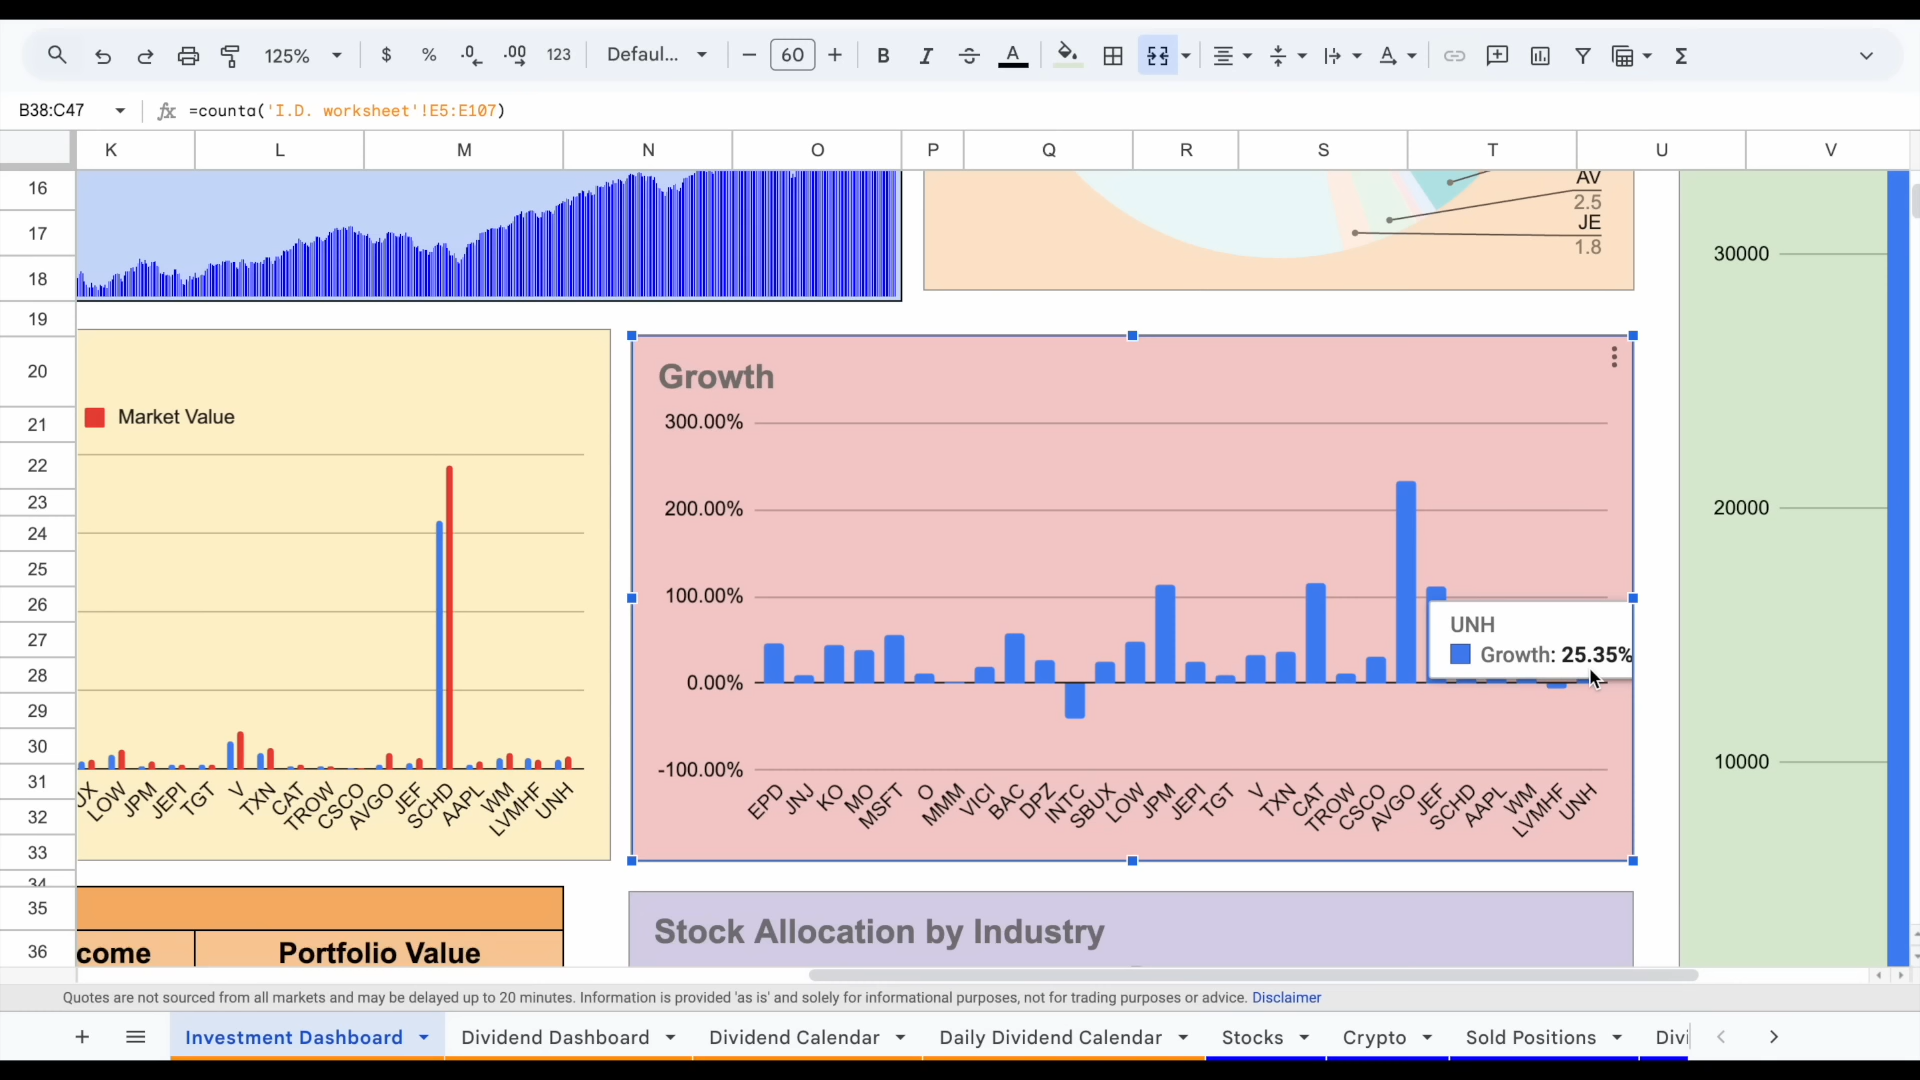 125%
$
%
.0
.00
123
Defaul...
60
B
I
A
A
Σ
B38:C47
fx
=counta('I.D. worksheet'!E5:E107)
K L M N O P Q R S T U V
16
17
18
19
20
21
22
23
24
25
26
27
28
29
30
31
32
33
34
35
36
AV
2.5
JE
1.8
Market Value
UX LOW JPM JEPI TGT V TXN CAT TROW CSCO AVGO JEF SCHD AAPL WM LVMHF UNH
Growth
300.00%
200.00%
100.00%
0.00%
-100.00%
UNH
Growth: 25.35%
EPD JNJ KO MO MSFT O MMM VICI BAC DPZ INTC SBUX LOW JPM JEPI TGT V TXN CAT TROW CSCO AVGO JEF SCHD AAPL WM LVMHF UNH
30000
20000
10000
come
Portfolio Value
Stock Allocation by Industry
Quotes are not sourced from all markets and may be delayed up to 20 minutes. Information is provided 'as is' and solely for informational purposes, not for trading purposes or advice. Disclaimer
Investment Dashboard
Dividend Dashboard
Dividend Calendar
Daily Dividend Calendar
Stocks
Crypto
Sold Positions
Divi